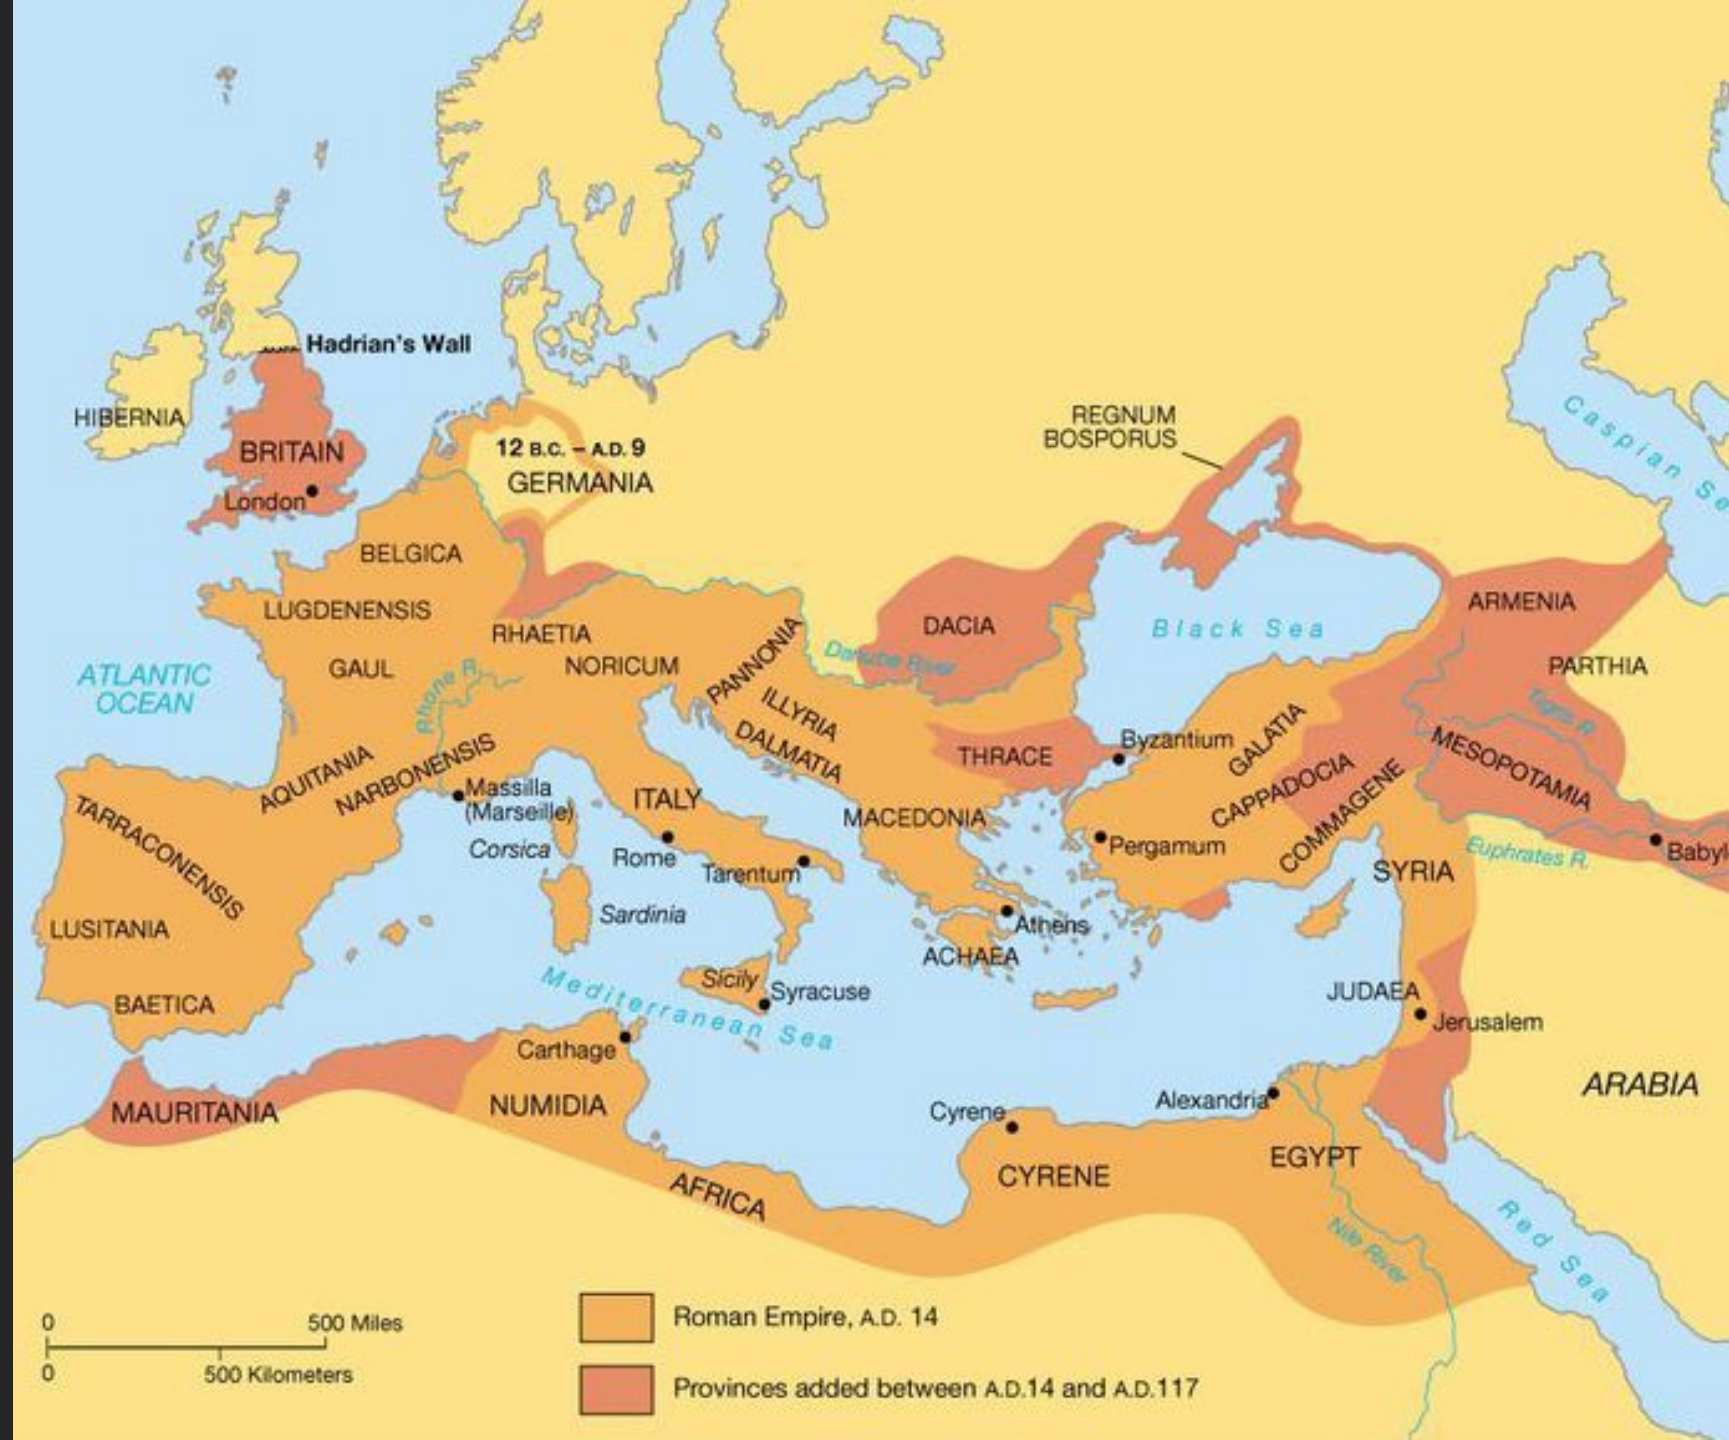 Hadrian's Wall
HIBERNIA
BRITAIN
London
12 B.C. – A.D. 9
GERMANIA
REGNUM
BOSPORUS
Caspian Se
BELGICA
LUGDENENSIS
RHAETIA
GAUL
NORICUM
PANNONIA
ILLYRIA
DALMATIA
Danube River
DACIA
Black Sea
ARMENIA
PARTHIA
Tigris R.
ATLANTIC
OCEAN
Rhone R.
AQUITANIA
NARBONENSIS
Massilla
(Marseille)
ITALY
THRACE
Byzantium
GALATIA
CAPPADOCIA
COMMAGENE
MESOPOTAMIA
TARRACONENSIS
Corsica
Rome
Tarentum
MACEDONIA
Pergamum
SYRIA
Euphrates R.
Babyl
LUSITANIA
Sardinia
Athens
ACHAEA
BAETICA
Sicily
Syracuse
Mediterranean Sea
JUDAEA
Jerusalem
Carthage
MAURITANIA
NUMIDIA
Cyrene
Alexandria
ARABIA
AFRICA
CYRENE
EGYPT
Nile River
Red Sea
0 500 Miles
0 500 Kilometers
Roman Empire, A.D. 14
Provinces added between A.D.14 and A.D.117